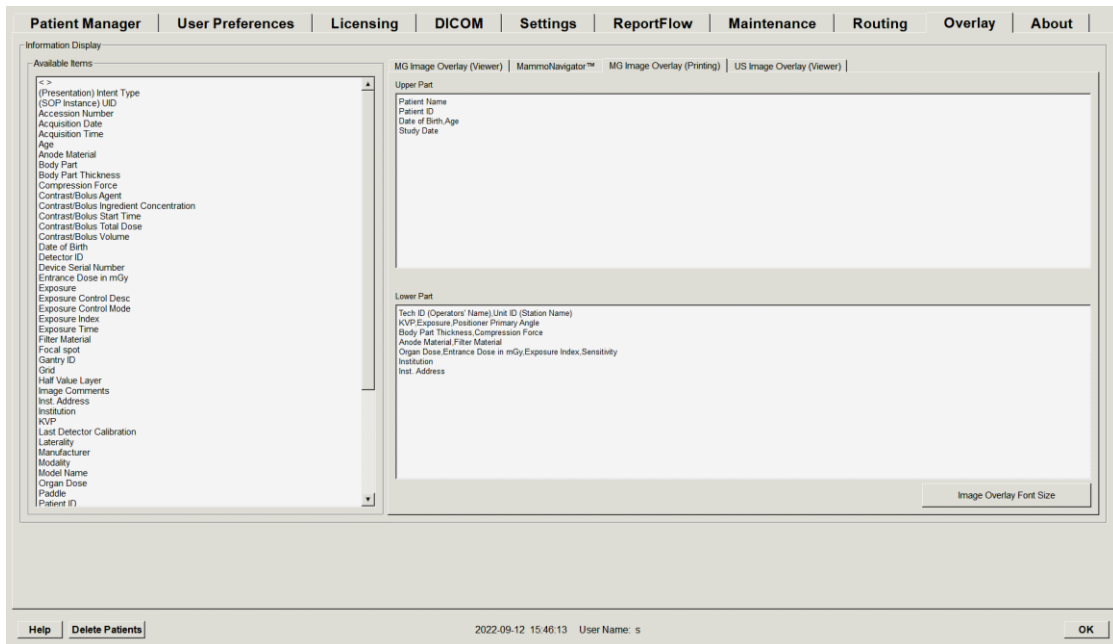 Patient Manager | User Preferences | Licensing | DICOM | Settings | ReportFlow | Maintenance | Routing | Overlay | About |
Information Display
Available Items
< >
(Presentation) Intent Type
(SOP Instance) UID
Accession Number
Acquisition Date
Acquisition Time
Age
Anode Material
Body Part
Body Part Thickness
Compression Force
Contrast/Bolus Agent
Contrast/Bolus Ingredient Concentration
Contrast/Bolus Start Time
Contrast/Bolus Total Dose
Contrast/Bolus Volume
Date of Birth
Detector ID
Device Serial Number
Entrance Dose in mGy
Exposure
Exposure Control Desc
Exposure Control Mode
Exposure Index
Exposure Time
Filter Material
Focal spot
Gantry ID
Grid
Half Value Layer
Image Comments
Inst. Address
Institution
KVP
Last Detector Calibration
Laterality
Manufacturer
Modality
Model Name
Organ Dose
Paddle
Patient ID
MG Image Overlay (Viewer) | MammoNavigator™ MG Image Overlay (Printing) | US Image Overlay (Viewer) |
Upper Part
Patient Name
Patient ID
Date of Birth,Age
Study Date
Lower Part
Tech ID (Operators' Name),Unit ID (Station Name)
KVP,Exposure,Positioner Primary Angle
Body Part Thickness,Compression Force
Anode Material,Filter Material
Organ Dose,Entrance Dose in mGy,Exposure Index,Sensitivity
Institution
Inst. Address
Image Overlay Font Size
Help Delete Patients 2022-09-12 15:46:13 User Name: s OK